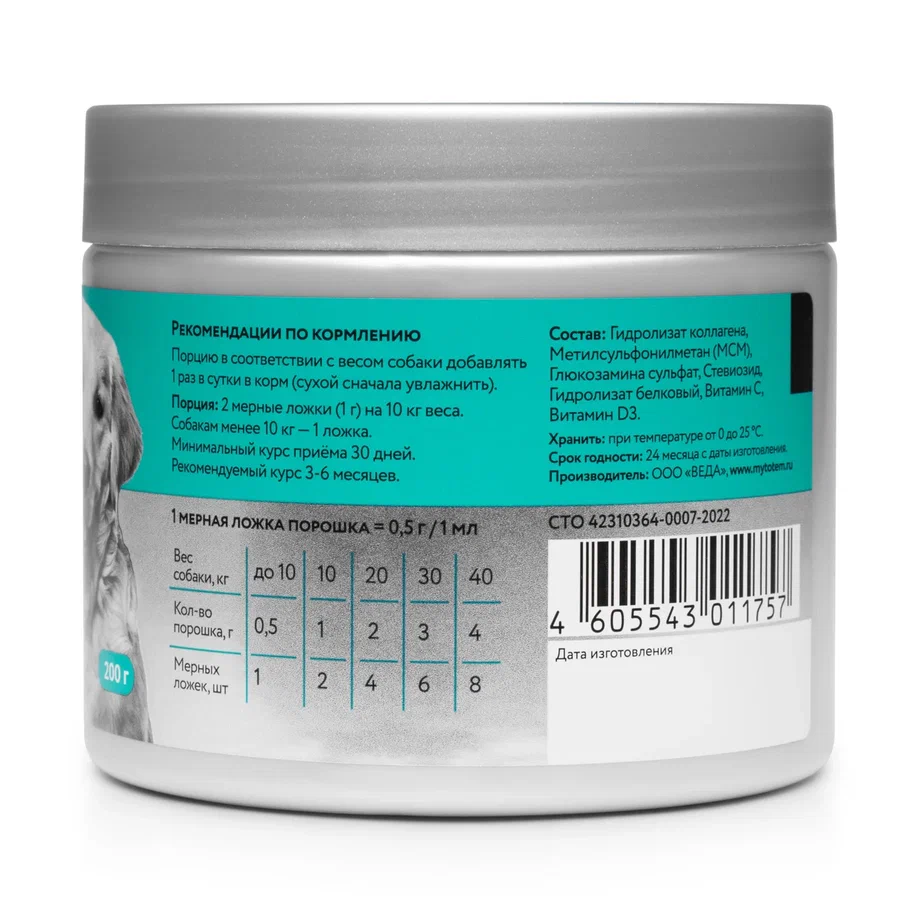 Рекомендации по кормлению
Порцию в соответствии с весом собаки добавлять
1 раз в сутки в корм (сухой сначала увлажнить).
Порция: 2 мерные ложки (1 г) на 10 кг веса.
Собакам менее 10 кг — 1 ложка.
Минимальный курс приёма 30 дней.
Рекомендуемый курс 3-6 месяцев.
1 мерная ложка порошка = 0,5 г / 1 мл
Вес
собаки, кг до 10 10 20 30 40
Кол-во
порошка, г 0,5 1 2 3 4
Мерных
ложек, шт 1 2 4 6 8
200 г
Состав: Гидролизат коллагена,
Метилсульфонилметан (МСМ),
Глюкозамина сульфат, Стевиозид,
Гидролизат белковый, Витамин С,
Витамин D3.
Хранить: при температуре от 0 до 25 °С.
Срок годности: 24 месяца с даты изготовления.
Производитель: ООО «ВЕДА», www.mytotem.ru
СТО 42310364-0007-2022
4 605543 011757
Дата изготовления